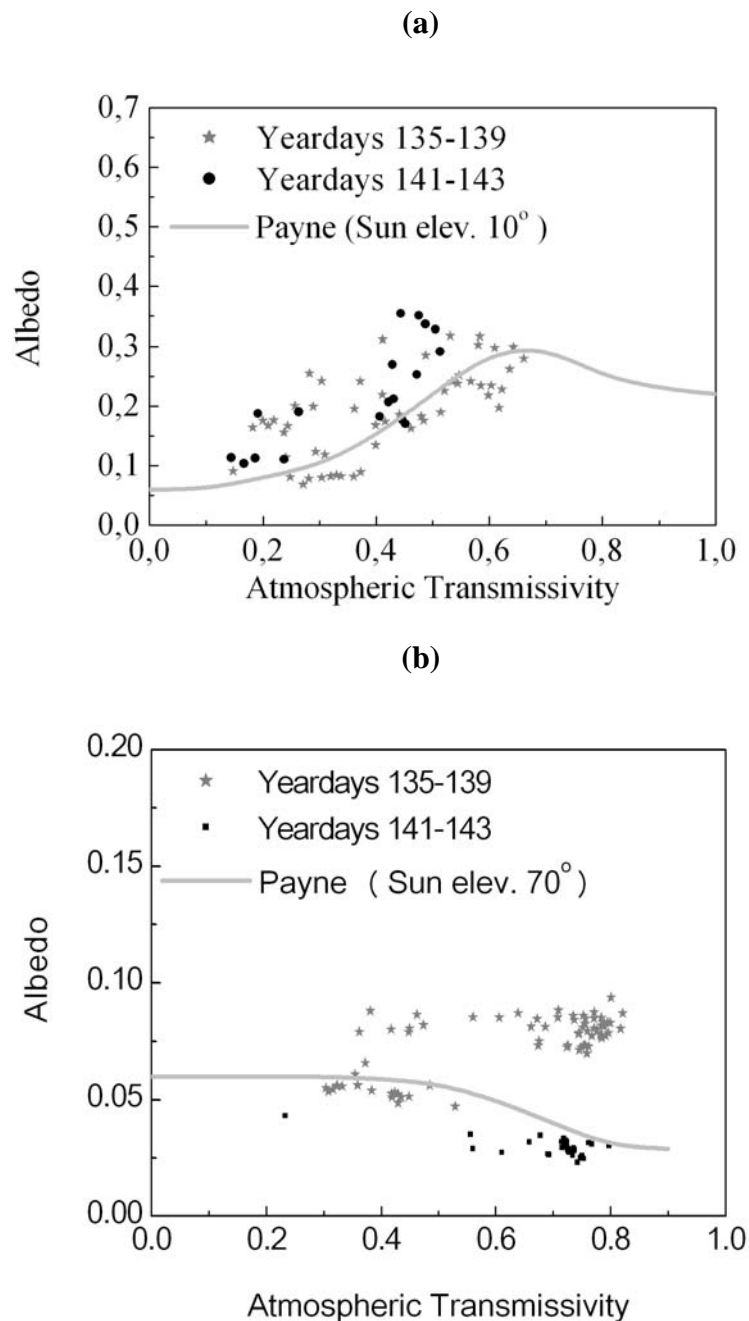 (a)
0,7
0,6
0,5
0,4
0,3
0,2
0,1
0,0
Albedo
Yeardays 135-139
Yeardays 141-143
Payne (Sun elev. 10°)
0,0 0,2 0,4 0,6 0,8 1,0
Atmospheric Transmissivity
(b)
0.20
0.15
0.10
0.05
0.00
Albedo
Yeardays 135-139
Yeardays 141-143
Payne ( Sun elev. 70°)
0.0 0.2 0.4 0.6 0.8 1.0
Atmospheric Transmissivity